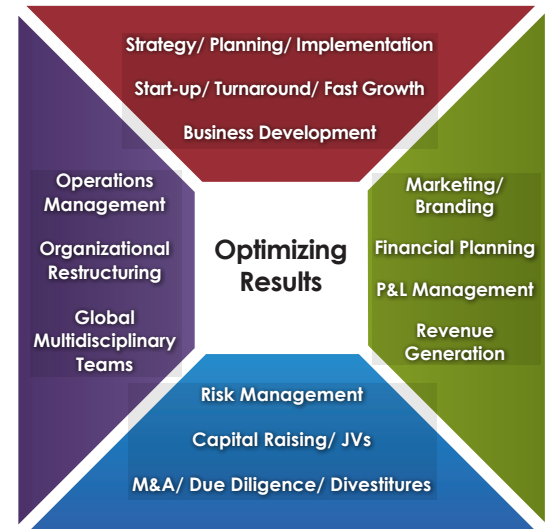 Strategy/ Planning/ Implementation
Start-up/ Turnaround/ Fast Growth
Business Development
Operations
Management
Organizational
Restructuring
Global
Multidisciplinary
Teams
Optimizing
Results
Marketing/
Branding
Financial Planning
P&L Management
Revenue
Generation
Risk Management
Capital Raising/ JVs
M&A/ Due Diligence/ Divestitures